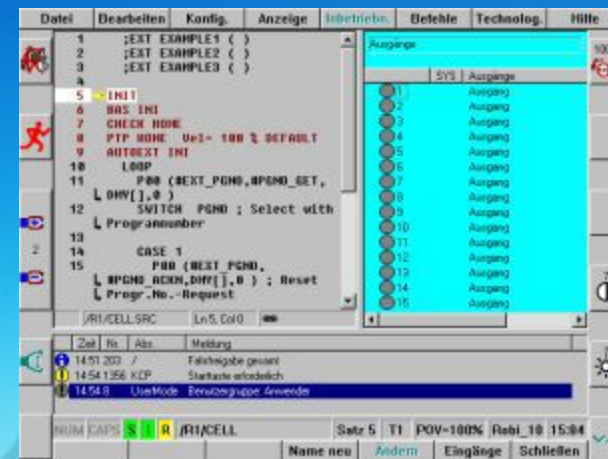 Datei Bearbeiten Konfig. Anzeige Inbetriebn. Befehle Technolog. Hilfe
1 ;EXT EXAMPLE1 ( )
2 ;EXT EXAMPLE2 ( )
3 ;EXT EXAMPLE3 ( )
4
5 INIT
6 BAS INI
7 CHECK HOME
8 PTP HOME Vel= 100 % DEFAULT
9 AUTOEXT INI
10 LOOP
11 P00 (#EXT_PGNO,#PGNO_GET,
DMY[],0 )
12 SWITCH PGNO ; Select with
Programnumber
13
14 CASE 1
15 P00 (#EXT_PGNO,
#PGNO_ACKN,DMY[],0 ) ; Reset
Progr.No.-Request
/R1/CELL.SRC Ln 5, Col 0
Ausgänge
SYS Ausgänge
1 Ausgang
2 Ausgang
3 Ausgang
4 Ausgang
5 Ausgang
6 Ausgang
7 Ausgang
8 Ausgang
9 Ausgang
10 Ausgang
11 Ausgang
12 Ausgang
13 Ausgang
14 Ausgang
15 Ausgang
100
2
Zeit Nr. Abs. Meldung
14:51 203 / Fahrfreigabe gesamt
14:54 1356 KCP Starttaste erforderlich
14:54 8 UserMode Benutzergruppe: Anwender
NUM CAPS S I R /R1/CELL Satz 5 T1 POV=100% Robi_10 15:04
Name neu Ändern Eingänge Schließen